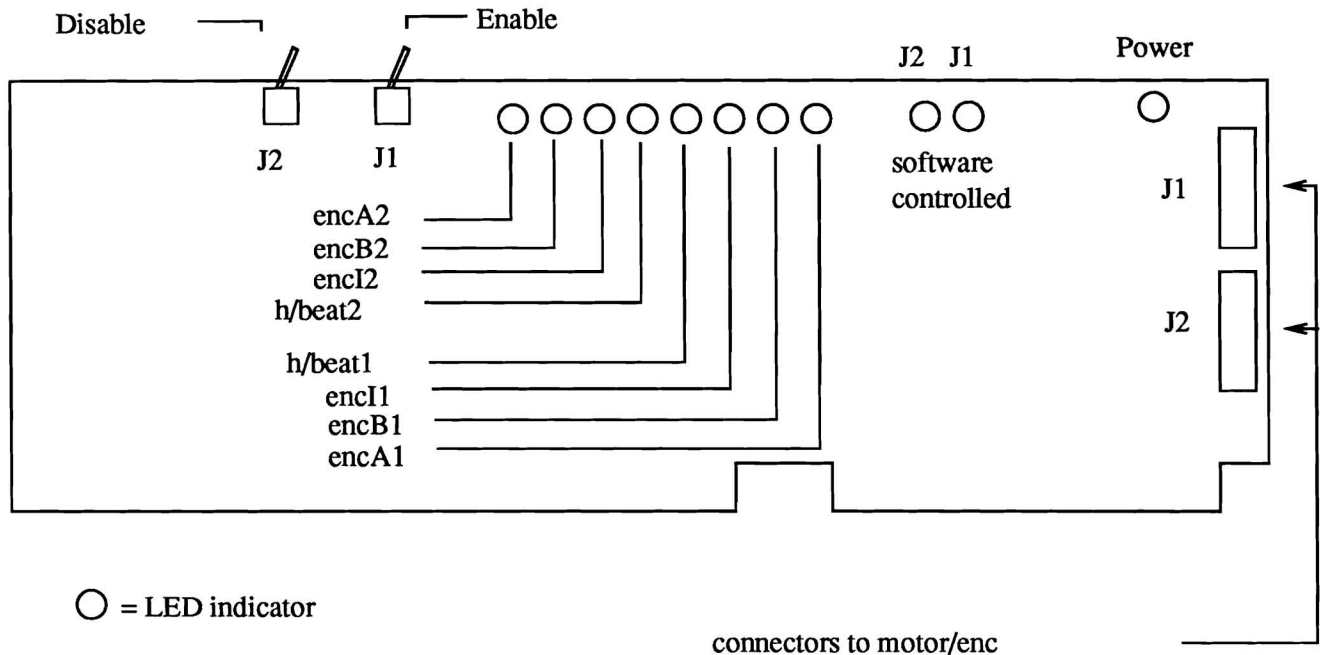 Disable
Enable
J2 J1
Power
J2
J1
software
controlled
J1
encA2
encB2
encI2
h/beat2
J2
h/beat1
encI1
encB1
encA1
= LED indicator
connectors to motor/enc